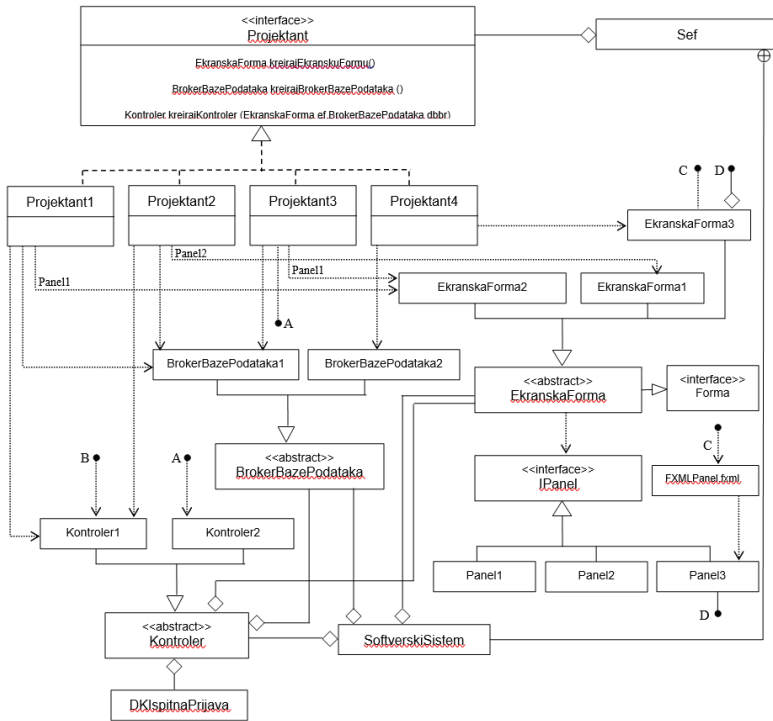 <<interface>>
Projektant
EkranskaForma kreirajEkranskuFormu()
BrokerBazePodataka kreirajBrokerBazePodataka ()
Kontroler kreirajKontroler (EkranskaForma ef,BrokerBazePodataka dbbr)
Sef
Projektant1
Projektant2
Projektant3
Projektant4
C
D
EkranskaForma3
Panel2
Panel1
Panel1
EkranskaForma2
EkranskaForma1
A
BrokerBazePodataka1
BrokerBazePodataka2
<<abstract>>
EkranskaForma
<<interface>>
Forma
<<abstract>>
BrokerBazePodataka
B
A
<<interface>>
IPanel
C
FXMLPanel.fxml
Kontroler1
Kontroler2
Panel1
Panel2
Panel3
D
<<abstract>>
Kontroler
SoftverskiSistem
DKIspitnaPrijava